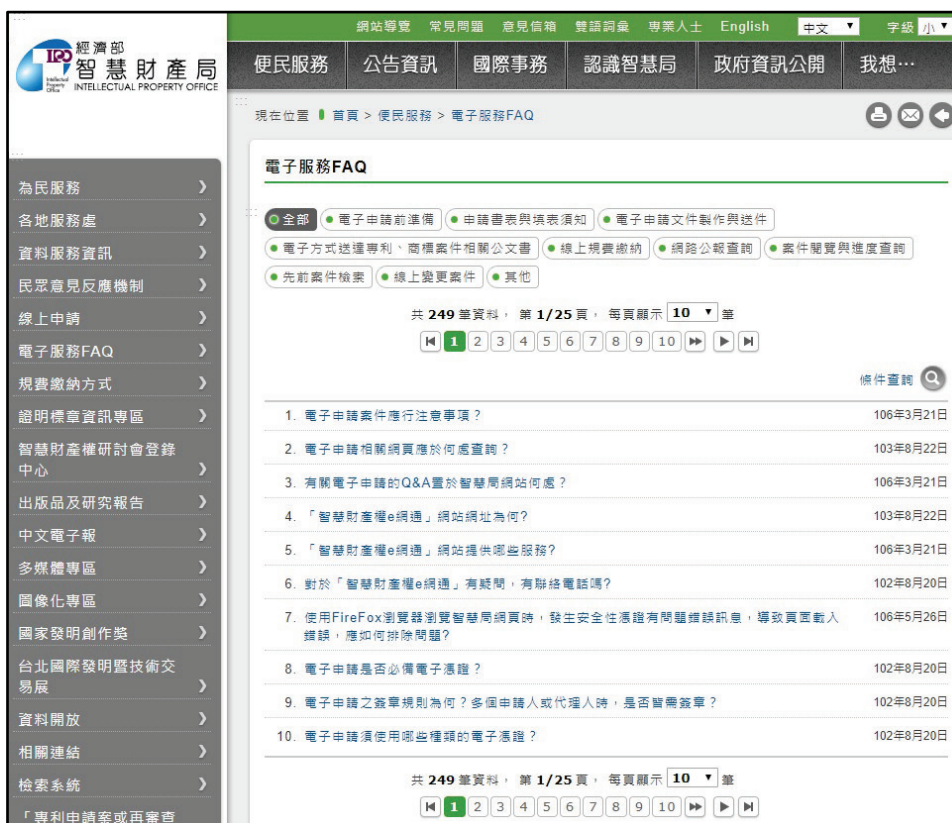 網站導覽 常見問題 意見信箱 雙語詞彙 專業人士 English 中文 字級 小
經濟部
智慧財產局
INTELLECTUAL PROPERTY OFFICE
IPO
Intellectual
Property
Office
便民服務 公告資訊 國際事務 認識智慧局 政府資訊公開 我想…
現在位置 首頁 > 便民服務 > 電子服務FAQ
為民服務
各地服務處
資料服務資訊
民眾意見反應機制
線上申請
電子服務FAQ
規費繳納方式
證明標章資訊專區
智慧財產權研討會登錄
中心
出版品及研究報告
中文電子報
多媒體專區
圖像化專區
國家發明創作獎
台北國際發明暨技術交
易展
資料開放
相關連結
檢索系統
「專利申請案或再審查
電子服務FAQ
全部 電子申請前準備 申請書表與填表須知 電子申請文件製作與送件
電子方式送達專利、商標案件相關公文書 線上規費繳納 網路公報查詢 案件閱覽與進度查詢
先前案件檢索 線上變更案件 其他
共 249 筆資料, 第 1/25 頁, 每頁顯示 10 筆
1 2 3 4 5 6 7 8 9 10
條件查詢
1. 電子申請案件應行注意事項? 106年3月21日
2. 電子申請相關網頁應於何處查詢? 103年8月22日
3. 有關電子申請的Q&A置於智慧局網站何處? 106年3月21日
4. 「智慧財產權e網通」網站網址為何? 103年8月22日
5. 「智慧財產權e網通」網站提供哪些服務? 106年3月21日
6. 對於「智慧財產權e網通」有疑問,有聯絡電話嗎? 102年8月20日
7. 使用FireFox瀏覽器瀏覽智慧局網頁時,發生安全性憑證有問題錯誤訊息,導致頁面載入 106年5月26日
錯誤,應如何排除問題?
8. 電子申請是否必備電子憑證? 102年8月20日
9. 電子申請之簽章規則為何?多個申請人或代理人時,是否皆需簽章? 102年8月20日
10. 電子申請須使用哪些種類的電子憑證? 102年8月20日
共 249 筆資料, 第 1/25 頁, 每頁顯示 10 筆
1 2 3 4 5 6 7 8 9 10